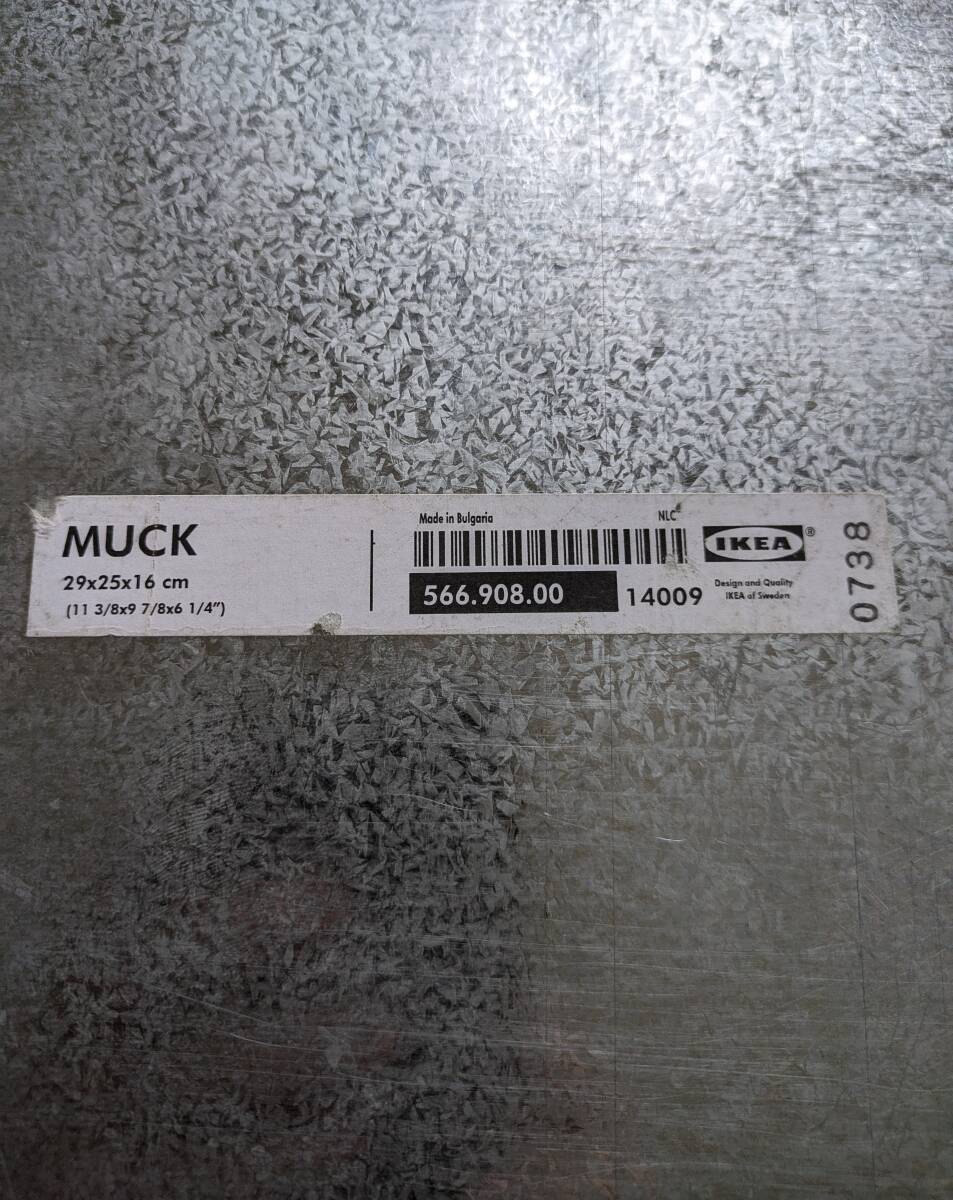 MUCK
29x25x16 cm
(11 3/8x9 7/8x6 1/4")
Made in Bulgaria
NLC
566.908.00
14009
IKEA®
Design and Quality
IKEA of Sweden
0738